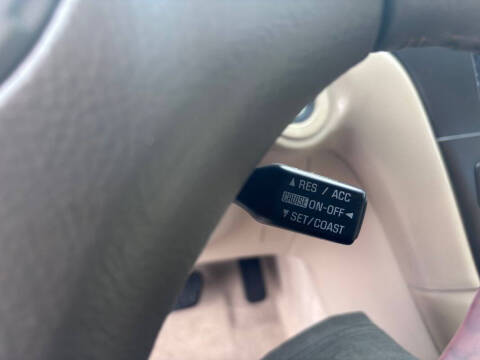 ▲ RES / ACC
CRUISE ON-OFF ◄
▼ SET/COAST